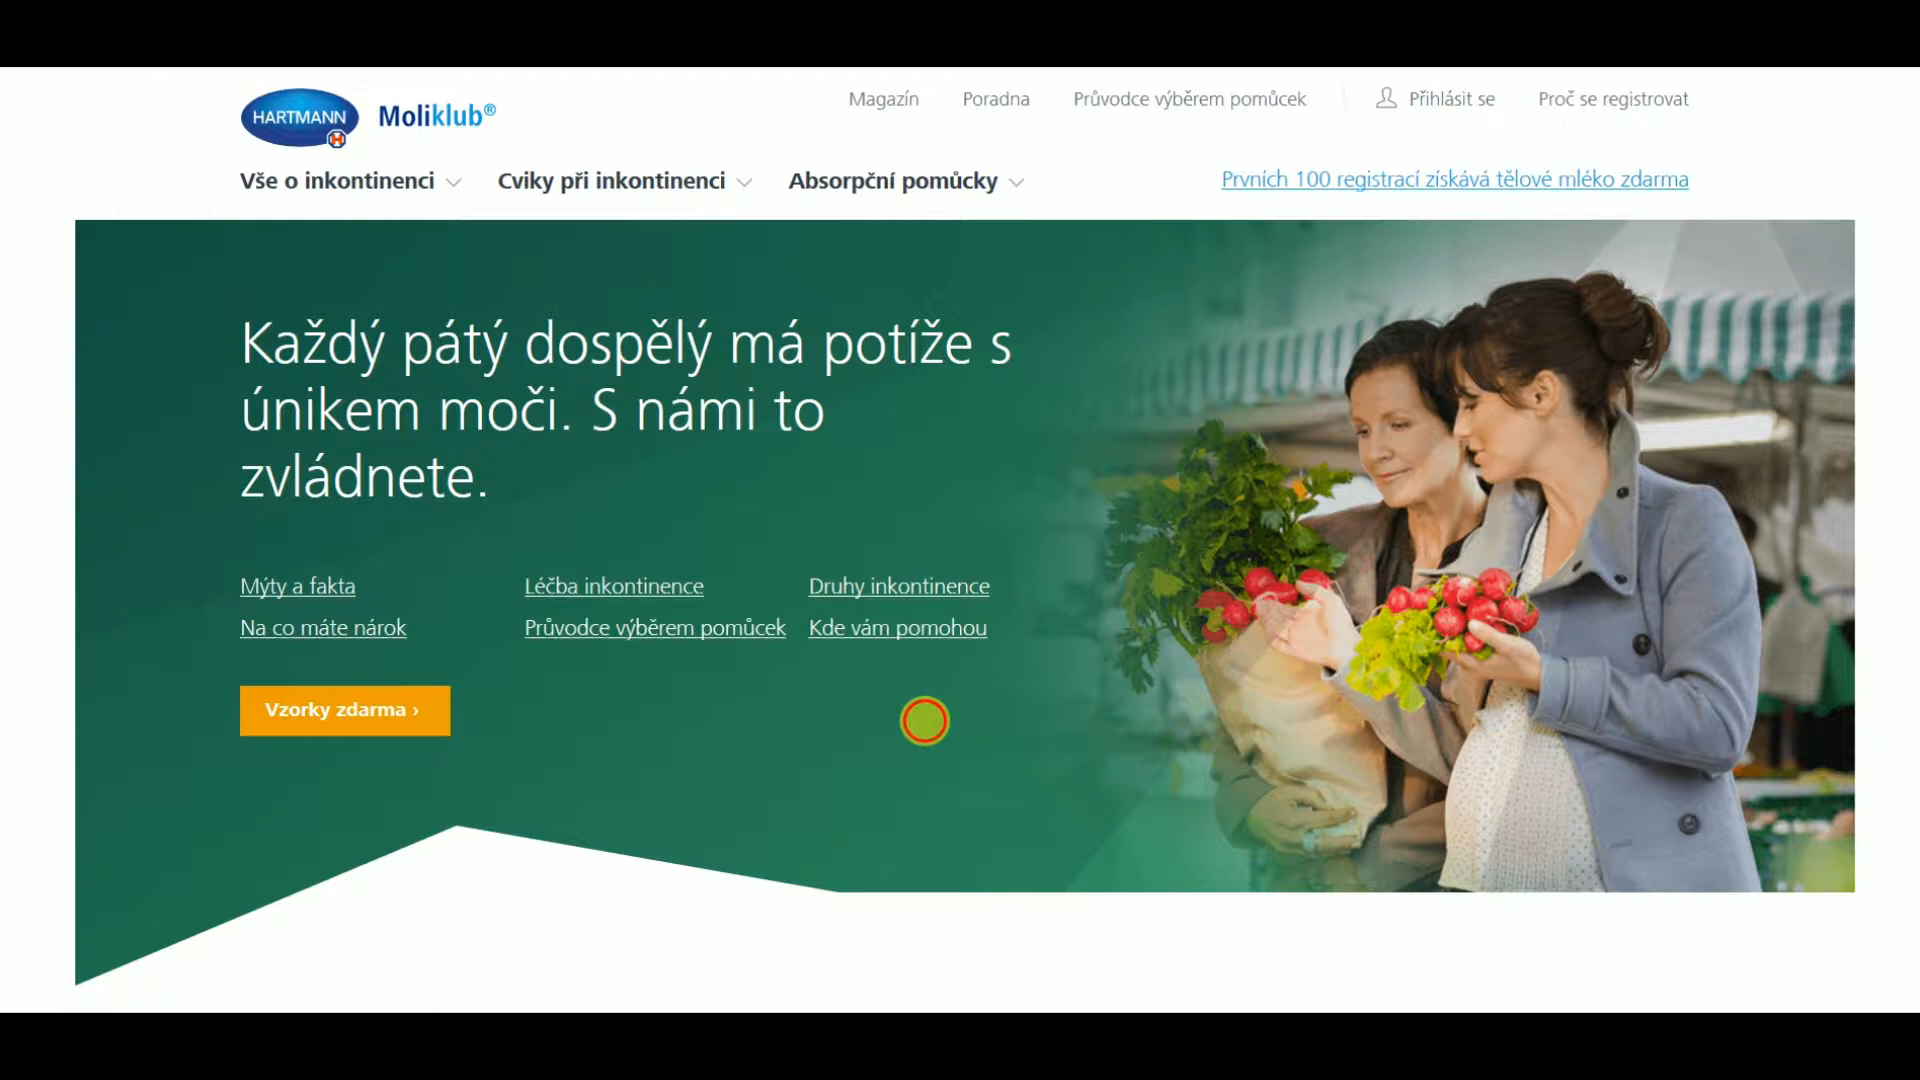 HARTMANN
Moliklub®
Magazín
Poradna
Průvodce výběrem pomůcek
Přihlásit se
Proč se registrovat
Vše o inkontinenci
Cviky při inkontinenci
Absorpční pomůcky
Prvních 100 registrací získává tělové mléko zdarma
Každý pátý dospělý má potíže s
únikem moči. S námi to
zvládnete.
Mýty a fakta
Léčba inkontinence
Druhy inkontinence
Na co máte nárok
Průvodce výběrem pomůcek
Kde vám pomohou
Vzorky zdarma ›